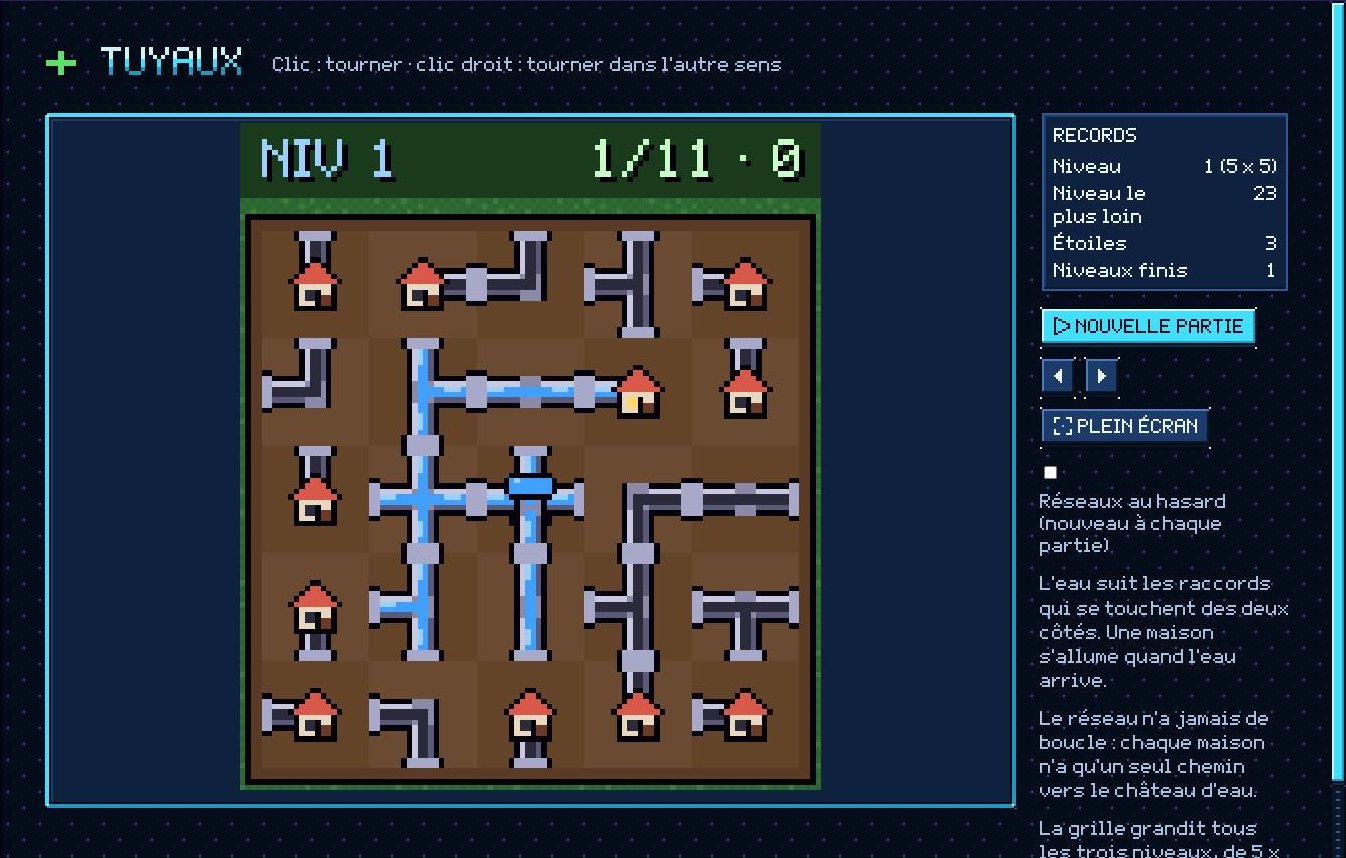 TUYAUX
Clic : tourner · clic droit : tourner dans l'autre sens
NIV 1
1/11 · 0
RECORDS
Niveau 1 (5 x 5)
Niveau le 23
plus loin
Étoiles 3
Niveaux finis 1
NOUVELLE PARTIE
PLEIN ÉCRAN
Réseaux au hasard
(nouveau à chaque
partie)
L'eau suit les raccords
qui se touchent des deux
côtés. Une maison
s'allume quand l'eau
arrive.
Le réseau n'a jamais de
boucle : chaque maison
n'a qu'un seul chemin
vers le château d'eau.
La grille grandit tous
les trois niveaux, de 5 x